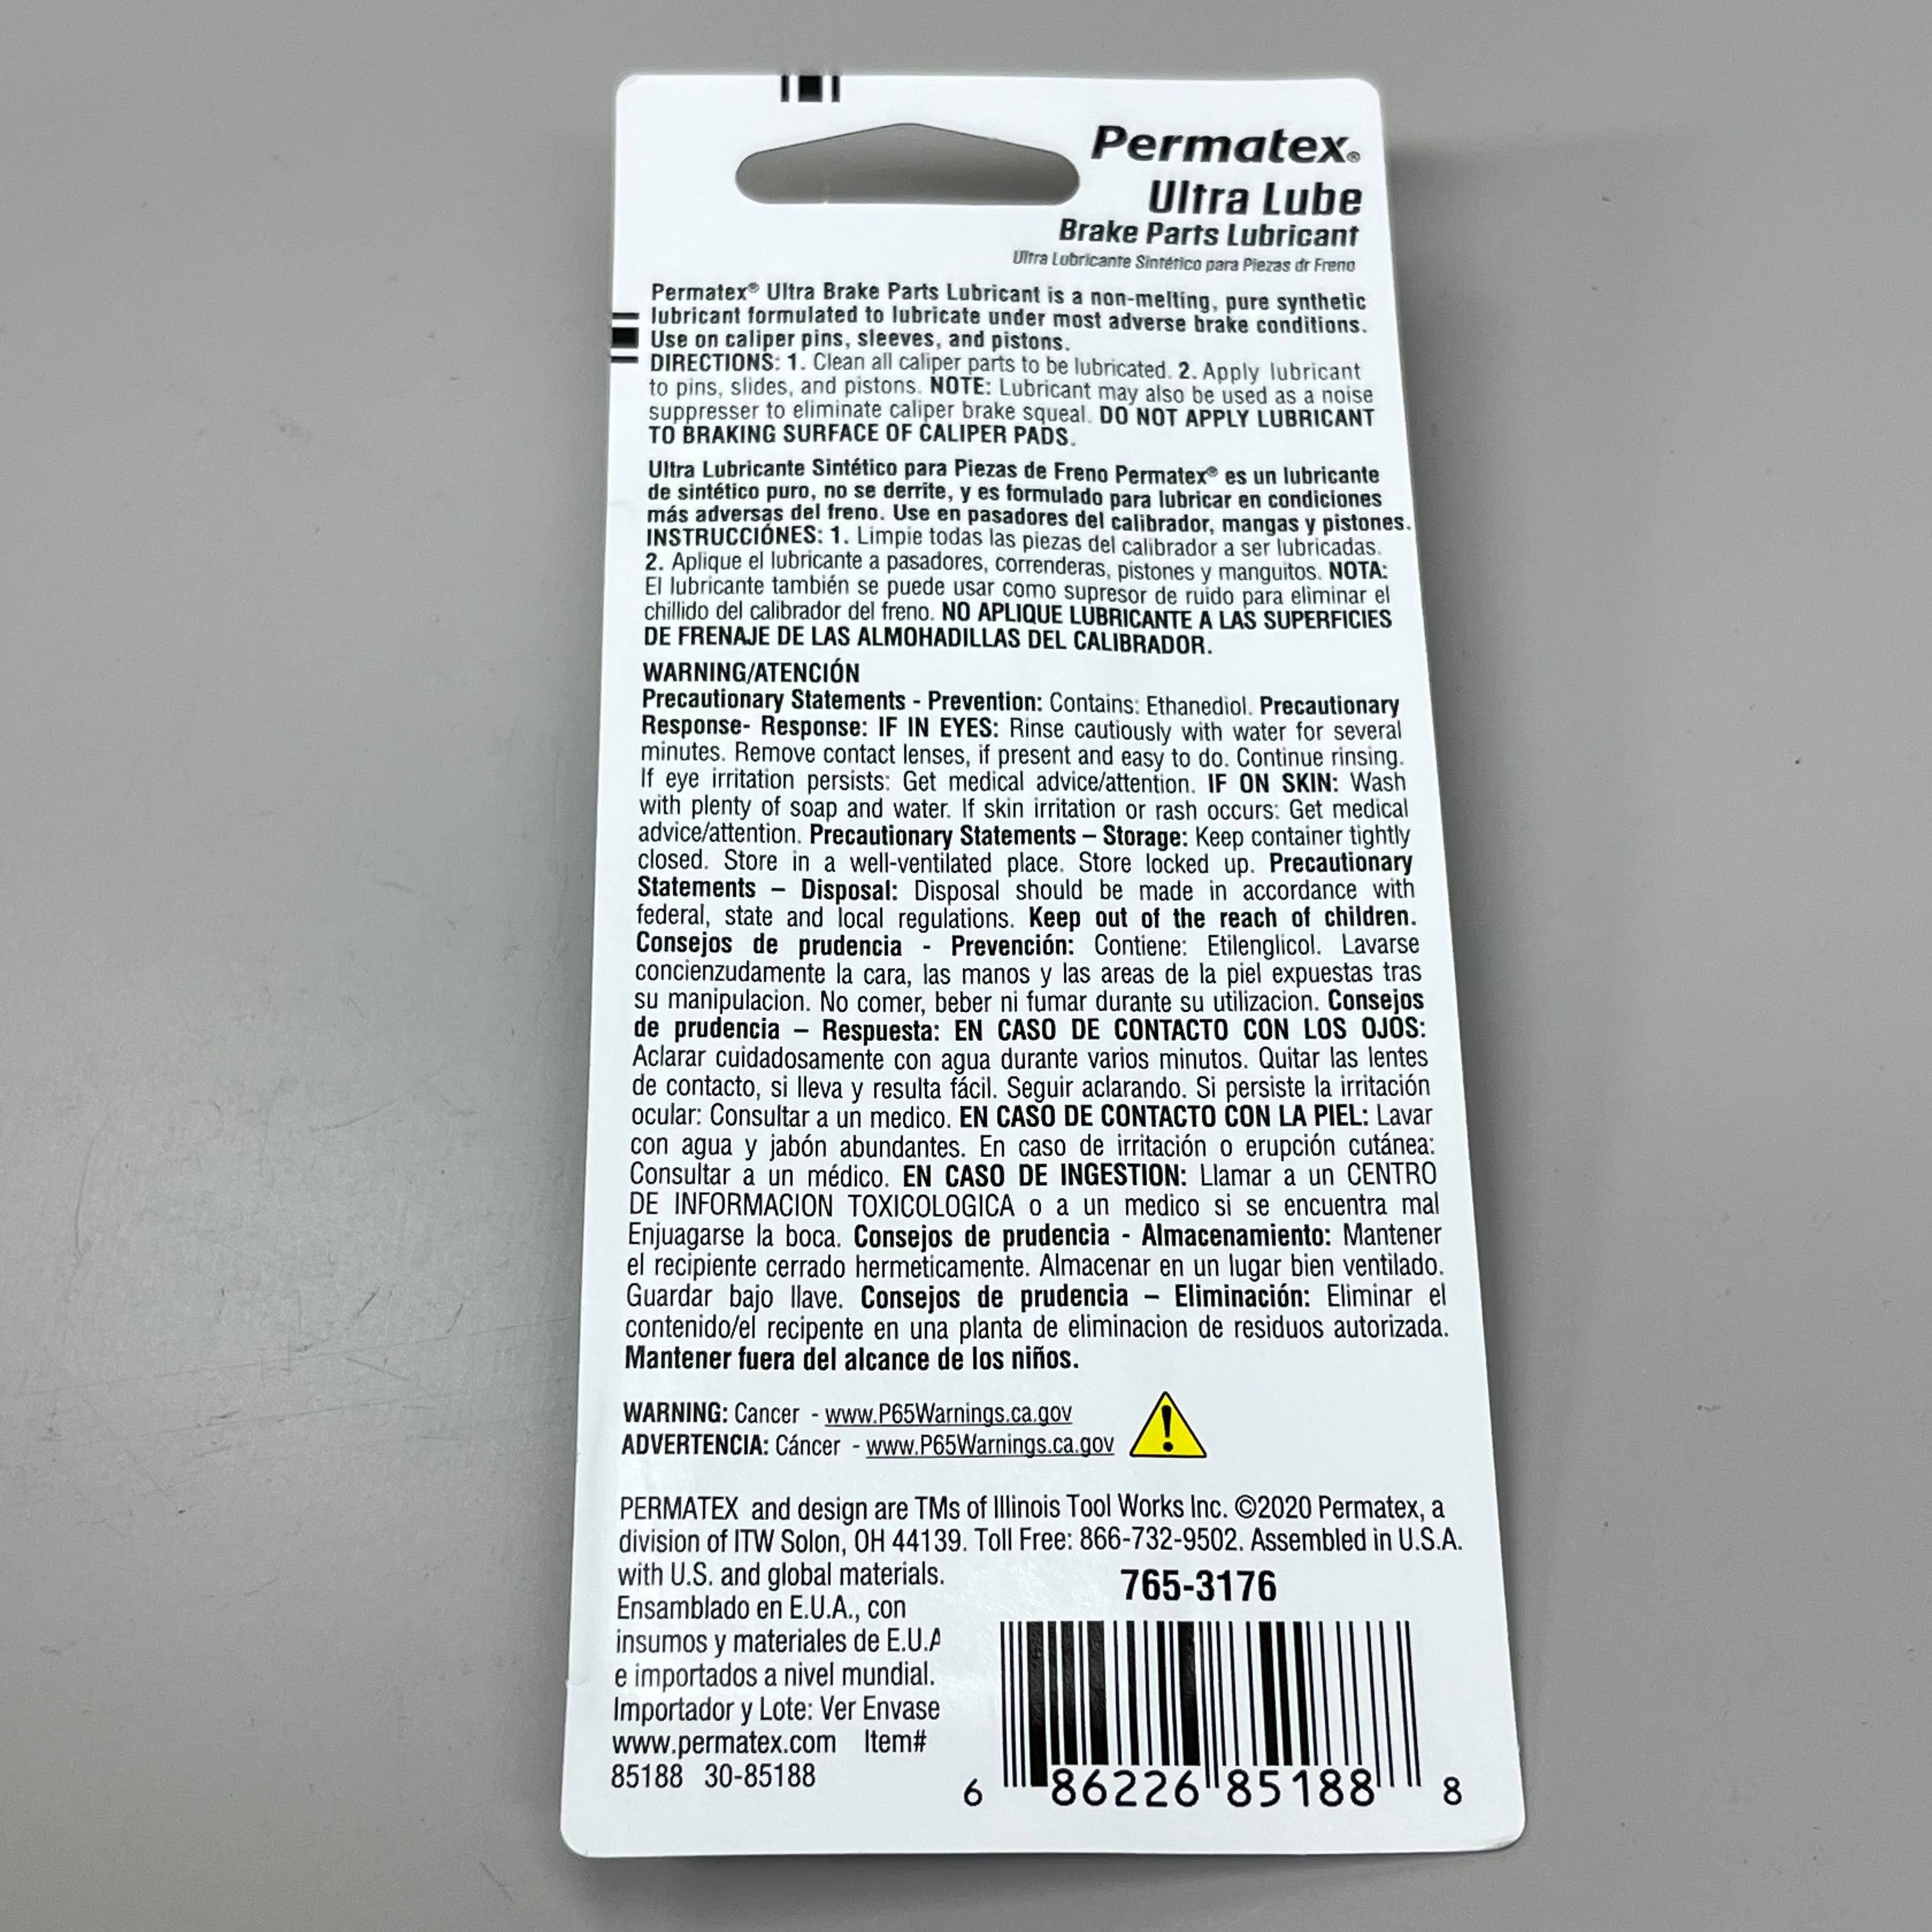 Permatex®
Ultra Lube
Brake Parts Lubricant
Ultra Lubricante Sintético para Piezas dr Freno
Permatex® Ultra Brake Parts Lubricant is a non-melting, pure synthetic
lubricant formulated to lubricate under most adverse brake conditions.
Use on caliper pins, sleeves, and pistons.
DIRECTIONS: 1. Clean all caliper parts to be lubricated. 2. Apply lubricant
to pins, slides, and pistons. NOTE: Lubricant may also be used as a noise
suppresser to eliminate caliper brake squeal. DO NOT APPLY LUBRICANT
TO BRAKING SURFACE OF CALIPER PADS.
Ultra Lubricante Sintético para Piezas de Freno Permatex® es un lubricante
de sintético puro, no se derrite, y es formulado para lubricar en condiciones
más adversas del freno. Use en pasadores del calibrador, mangas y pistones.
INSTRUCCIÓNES: 1. Limpie todas las piezas del calibrador a ser lubricadas.
2. Aplique el lubricante a pasadores, correnderas, pistones y manguitos. NOTA:
El lubricante también se puede usar como supresor de ruido para eliminar el
chillido del calibrador del freno. NO APLIQUE LUBRICANTE A LAS SUPERFICIES
DE FRENAJE DE LAS ALMOHADILLAS DEL CALIBRADOR.
WARNING/ATENCIÓN
Precautionary Statements - Prevention: Contains: Ethanediol. Precautionary
Response- Response: IF IN EYES: Rinse cautiously with water for several
minutes. Remove contact lenses, if present and easy to do. Continue rinsing.
If eye irritation persists: Get medical advice/attention. IF ON SKIN: Wash
with plenty of soap and water. If skin irritation or rash occurs: Get medical
advice/attention. Precautionary Statements – Storage: Keep container tightly
closed. Store in a well-ventilated place. Store locked up. Precautionary
Statements – Disposal: Disposal should be made in accordance with
federal, state and local regulations. Keep out of the reach of children.
Consejos de prudencia - Prevención: Contiene: Etilenglicol. Lavarse
concienzudamente la cara, las manos y las areas de la piel expuestas tras
su manipulacion. No comer, beber ni fumar durante su utilizacion. Consejos
de prudencia – Respuesta: EN CASO DE CONTACTO CON LOS OJOS:
Aclarar cuidadosamente con agua durante varios minutos. Quitar las lentes
de contacto, si lleva y resulta fácil. Seguir aclarando. Si persiste la irritación
ocular: Consultar a un medico. EN CASO DE CONTACTO CON LA PIEL: Lavar
con agua y jabón abundantes. En caso de irritación o erupción cutánea:
Consultar a un médico. EN CASO DE INGESTION: Llamar a un CENTRO
DE INFORMACION TOXICOLOGICA o a un medico si se encuentra mal
Enjuagarse la boca. Consejos de prudencia - Almacenamiento: Mantener
el recipiente cerrado hermeticamente. Almacenar en un lugar bien ventilado.
Guardar bajo llave. Consejos de prudencia – Eliminación: Eliminar el
contenido/el recipente en una planta de eliminacion de residuos autorizada.
Mantener fuera del alcance de los niños.
WARNING: Cancer - www.P65Warnings.ca.gov
ADVERTENCIA: Cáncer - www.P65Warnings.ca.gov
PERMATEX and design are TMs of Illinois Tool Works Inc. ©2020 Permatex, a
division of ITW Solon, OH 44139. Toll Free: 866-732-9502. Assembled in U.S.A.
with U.S. and global materials.
Ensamblado en E.U.A., con
insumos y materiales de E.U.A
e importados a nivel mundial.
Importador y Lote: Ver Envase
www.permatex.com Item#
85188 30-85188
765-3176
6 86226 85188 8